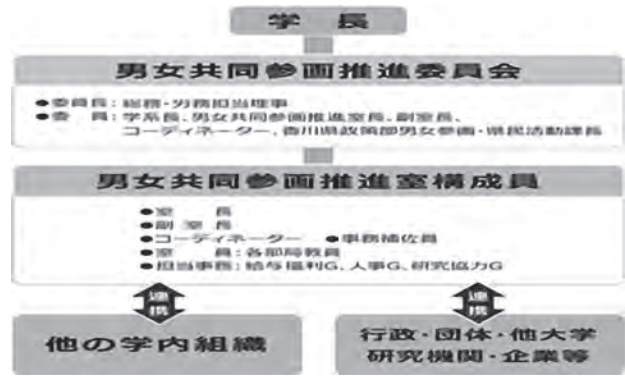 学　長
男女共同参画推進委員会
●委員長：総務・労務担当理事
●委　員：学系長、男女共同参画推進室長、副室長、
コーディネーター、香川県政策部男女参画・県民活動課長
男女共同参画推進室構成員
●室　　長
●副 室 長
●コーディネーター　●事務補佐員
●室　　員：各部局教員
●担当事務：給与福利G、人事G、研究協力G
連携
連携
他の学内組織
行政・団体・他大学
研究機関・企業等